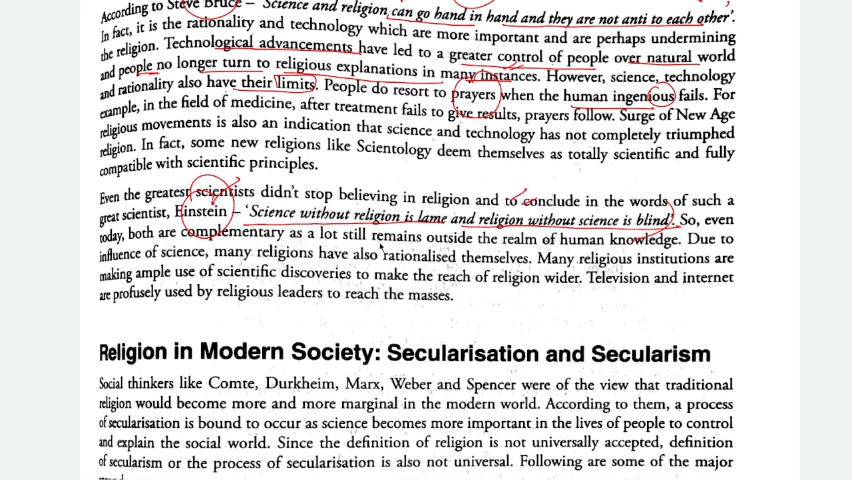 According to Steve Bruce – 'Science and religion can go hand in hand and they are not anti to each other'.
In fact, it is the rationality and technology which are more important and are perhaps undermining
the religion. Technological advancements have led to a greater control of people over natural world
and people no longer turn to religious explanations in many instances. However, science, technology
and rationality also have their limits. People do resort to prayers when the human ingenious fails. For
example, in the field of medicine, after treatment fails to give results, prayers follow. Surge of New Age
religious movements is also an indication that science and technology has not completely triumphed
religion. In fact, some new religions like Scientology deem themselves as totally scientific and fully
compatible with scientific principles.
Even the greatest scientists didn't stop believing in religion and to conclude in the words of such a
great scientist, Einstein – 'Science without religion is lame and religion without science is blind'. So, even
today, both are complementary as a lot still remains outside the realm of human knowledge. Due to
influence of science, many religions have also rationalised themselves. Many religious institutions are
making ample use of scientific discoveries to make the reach of religion wider. Television and internet
are profusely used by religious leaders to reach the masses.
Religion in Modern Society: Secularisation and Secularism
Social thinkers like Comte, Durkheim, Marx, Weber and Spencer were of the view that traditional
religion would become more and more marginal in the modern world. According to them, a process
of secularisation is bound to occur as science becomes more important in the lives of people to control
and explain the social world. Since the definition of religion is not universally accepted, definition
of secularism or the process of secularisation is also not universal. Following are some of the major